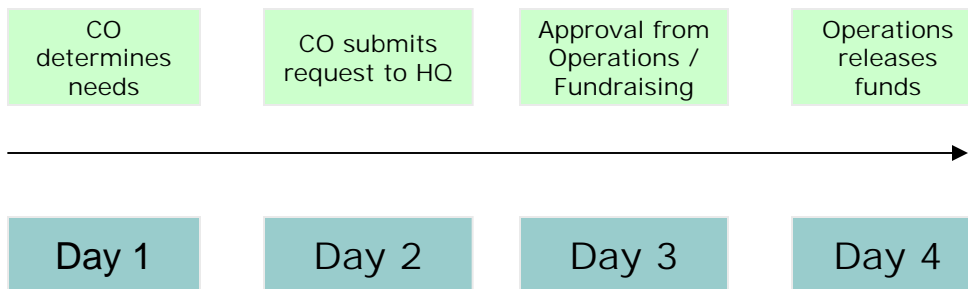 CO
determines
needs
CO submits
request to HQ
Approval from
Operations /
Fundraising
Operations
releases
funds
Day 1
Day 2
Day 3
Day 4